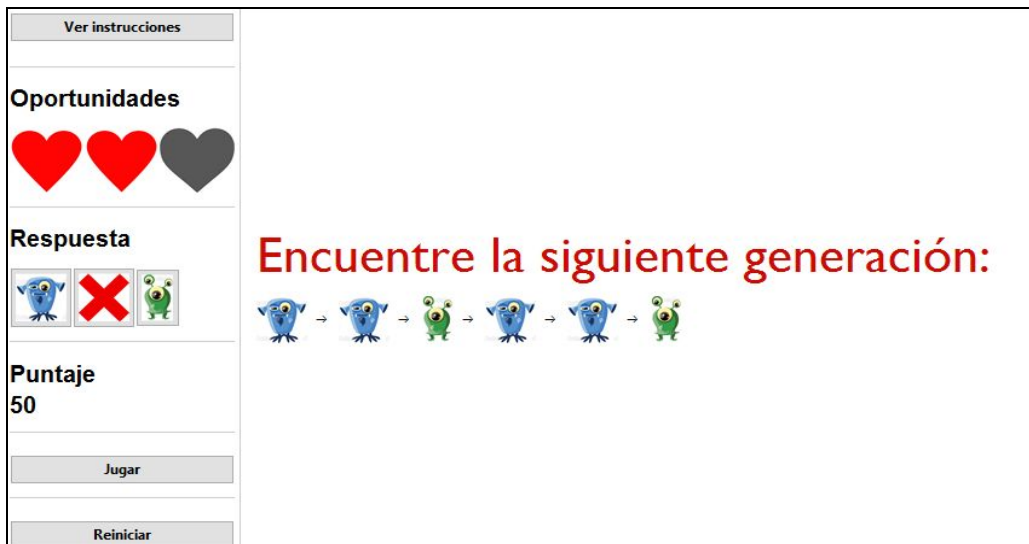 Ver instrucciones
Oportunidades
Respuesta
Puntaje
50
Jugar
Reiniciar
Encuentre la siguiente generación:
→ → → → →